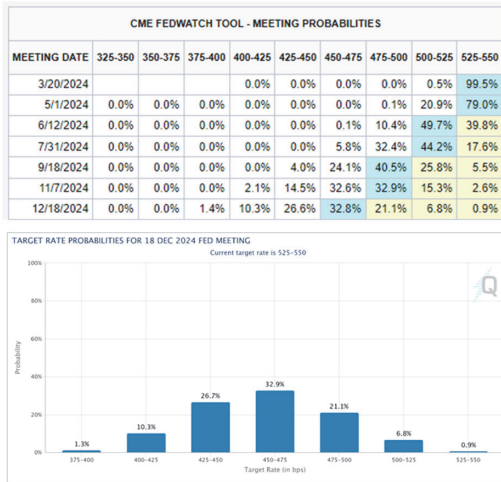 CME FEDWATCH TOOL - MEETING PROBABILITIES
MEETING DATE 325-350 350-375 375-400 400-425 425-450 450-475 475-500 500-525 525-550
3/20/2024 0.0% 0.0% 0.0% 0.0% 0.5% 99.5%
5/1/2024 0.0% 0.0% 0.0% 0.0% 0.0% 0.0% 0.1% 20.9% 79.0%
6/12/2024 0.0% 0.0% 0.0% 0.0% 0.0% 0.1% 10.4% 49.7% 39.8%
7/31/2024 0.0% 0.0% 0.0% 0.0% 0.0% 5.8% 32.4% 44.2% 17.6%
9/18/2024 0.0% 0.0% 0.0% 0.0% 4.0% 24.1% 40.5% 25.8% 5.5%
11/7/2024 0.0% 0.0% 0.0% 2.1% 14.5% 32.6% 32.9% 15.3% 2.6%
12/18/2024 0.0% 0.0% 1.4% 10.3% 26.6% 32.8% 21.1% 6.8% 0.9%
TARGET RATE PROBABILITIES FOR 18 DEC 2024 FED MEETING
Current target rate is 525-550
Q
100%
80%
60%
40%
20%
0%
Probability
1.3%
10.3%
26.7%
32.9%
21.1%
6.8%
0.9%
375-400 400-425 425-450 450-475 475-500 500-525 525-550
Target Rate (in bps)